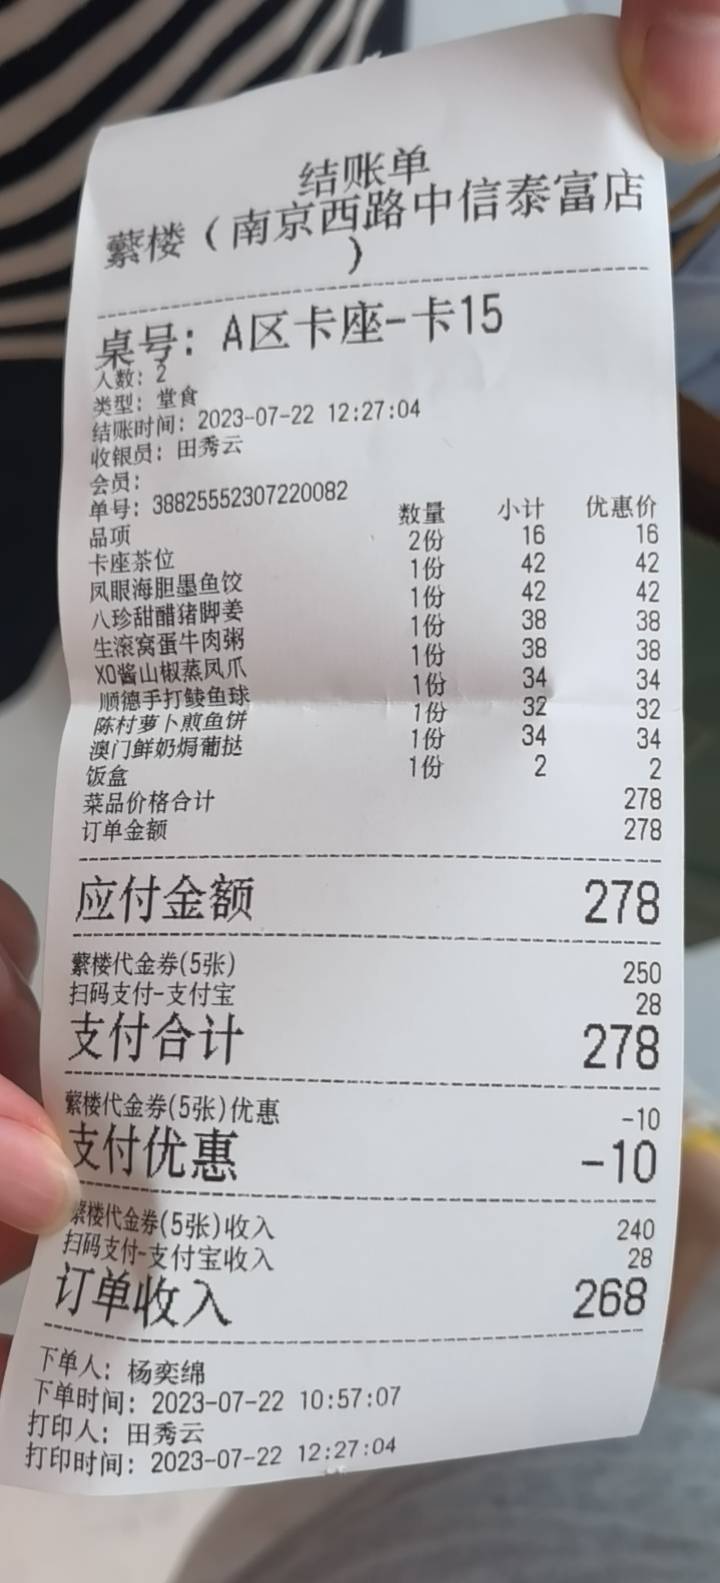 结账单
蘩楼（南京西路中信泰富店
）
桌号：A区卡座-卡15
人数：2
类型：堂食
结账时间：2023-07-22 12:27:04
收银员：田秀云
会员：
单号：38825552307220082
品项 数量 小计 优惠价
卡座茶位 2份 16 16
凤眼海胆墨鱼饺 1份 42 42
八珍甜醋猪脚姜 1份 42 42
生滚窝蛋牛肉粥 1份 38 38
XO酱山椒蒸凤爪 1份 38 38
顺德手打鲮鱼球 1份 34 34
陈村萝卜煎鱼饼 1份 32 32
澳门鲜奶焗葡挞 1份 34 34
饭盒 1份 2 2
菜品价格合计 278
订单金额 278
应付金额 278
蘩楼代金券(5张) 250
扫码支付-支付宝 28
支付合计 278
蘩楼代金券(5张)优惠 -10
支付优惠 -10
蘩楼代金券(5张)收入 240
扫码支付-支付宝收入 28
订单收入 268
下单人：杨奕绵
下单时间：2023-07-22 10:57:07
打印人：田秀云
打印时间：2023-07-22 12:27:04